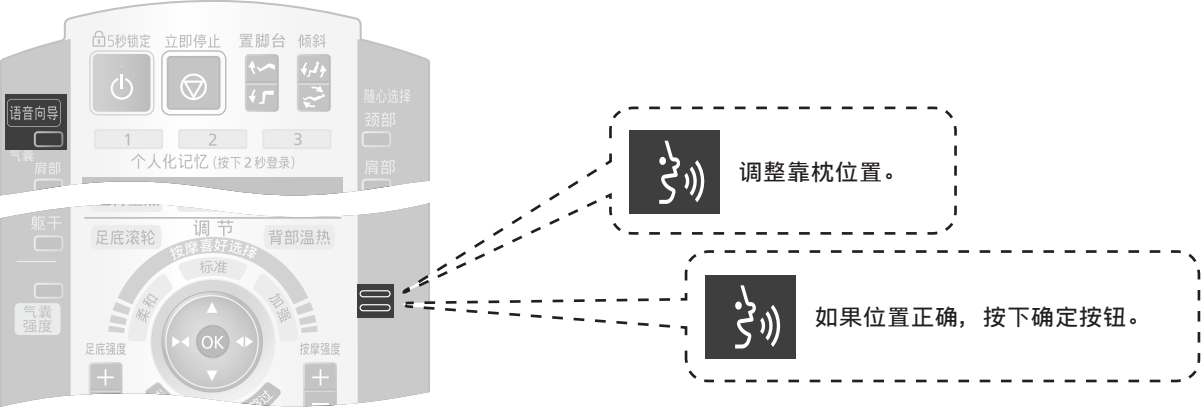 5秒锁定 立即停止 置脚台 倾斜
语音向导
随心选择
颈部
1 2 3
气囊
肩部
个人化记忆(按下2秒登录)
肩部
躯干
调节
足底滚轮
背部温热
按摩喜好选择
标准
柔和
加强
气囊
强度
足底强度
OK
按摩强度
调整靠枕位置。
如果位置正确，按下确定按钮。